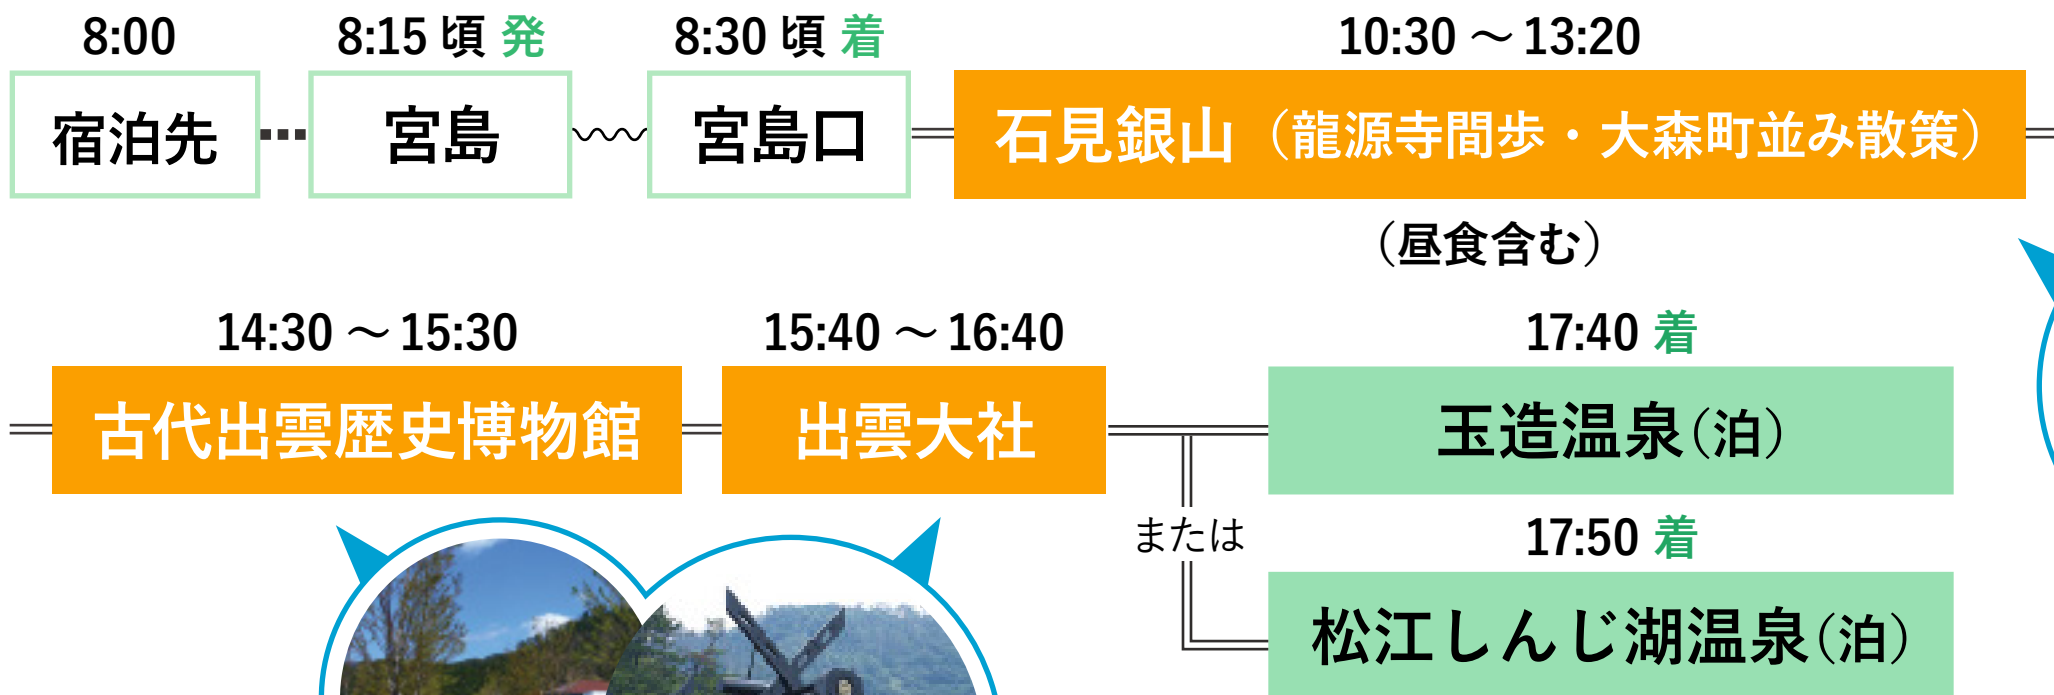 8:00 8:15 頃 発 8:30 頃 着 10:30 ～ 13:20
宿泊先 宮島 宮島口 石見銀山（龍源寺間歩・大森町並み散策）
（昼食含む）
14:30 ～ 15:30 15:40 ～ 16:40 17:40 着
古代出雲歴史博物館 出雲大社 玉造温泉（泊）
または 17:50 着
松江しんじ湖温泉（泊）